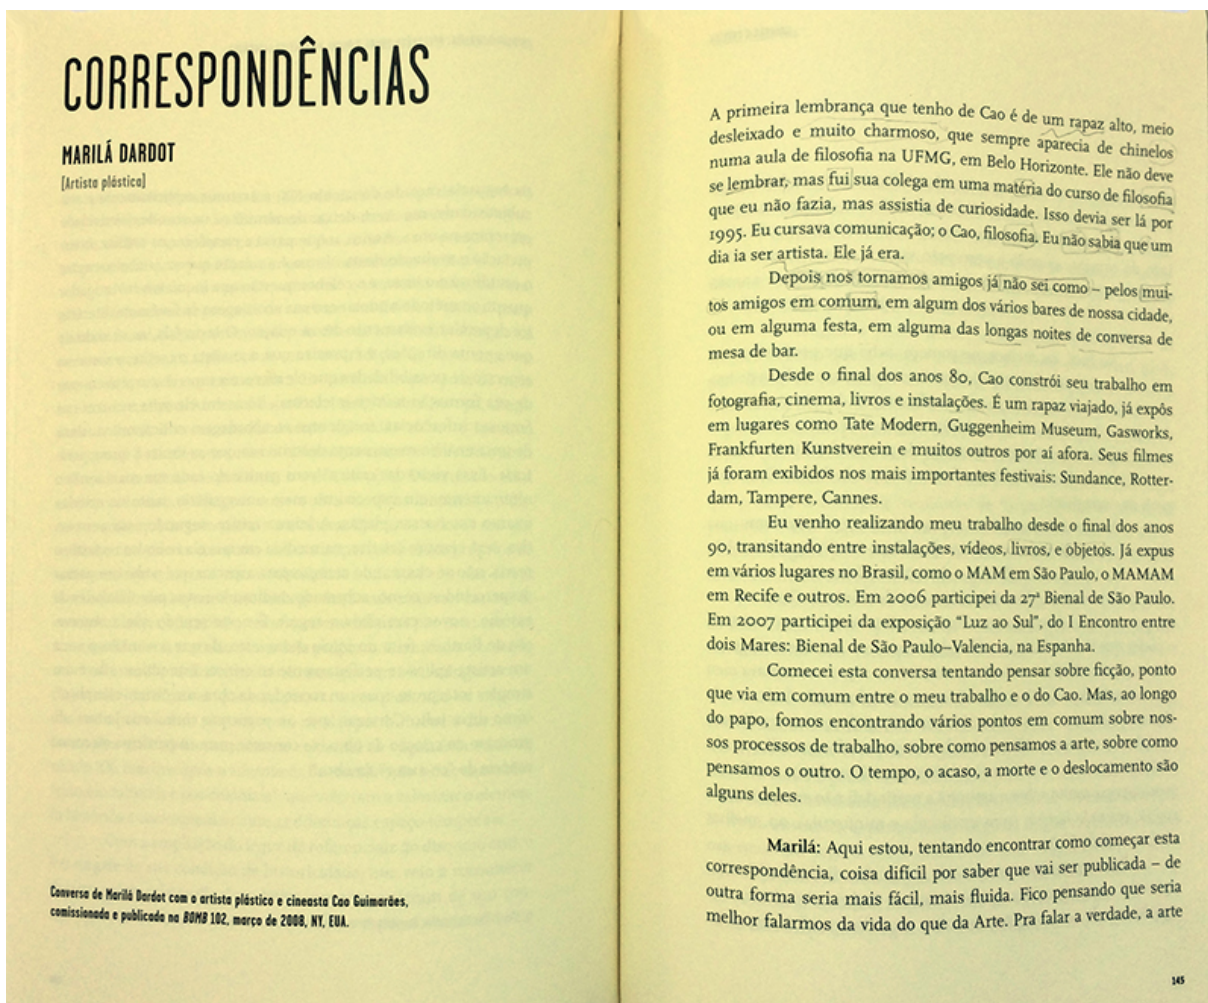 CORRESPONDÊNCIAS
MARILÁ DARDOT
[Artista plástica]
Conversa de Marilá Dardot com o artista plástico e cineasta Cao Guimarães,
comissionada e publicada na BOMB 102, março de 2008, NY, EUA.
A primeira lembrança que tenho de Cao é de um rapaz alto, meio
desleixado e muito charmoso, que sempre aparecia de chinelos
numa aula de filosofia na UFMG, em Belo Horizonte. Ele não deve
se lembrar, mas fui sua colega em uma matéria do curso de filosofia
que eu não fazia, mas assistia de curiosidade. Isso devia ser lá por
1995. Eu cursava comunicação; o Cao, filosofia. Eu não sabia que um
dia ia ser artista. Ele já era.
Depois nos tornamos amigos já não sei como – pelos mui-
tos amigos em comum, em algum dos vários bares de nossa cidade,
ou em alguma festa, em alguma das longas noites de conversa de
mesa de bar.
Desde o final dos anos 80, Cao constrói seu trabalho em
fotografia, cinema, livros e instalações. É um rapaz viajado, já expôs
em lugares como Tate Modern, Guggenheim Museum, Gasworks,
Frankfurten Kunstverein e muitos outros por aí afora. Seus filmes
já foram exibidos nos mais importantes festivais: Sundance, Rotter-
dam, Tampere, Cannes.
Eu venho realizando meu trabalho desde o final dos anos
90, transitando entre instalações, vídeos, livros, e objetos. Já expus
em vários lugares no Brasil, como o MAM em São Paulo, o MAMAM
em Recife e outros. Em 2006 participei da 27ª Bienal de São Paulo.
Em 2007 participei da exposição “Luz ao Sul”, do I Encontro entre
dois Mares: Bienal de São Paulo–Valencia, na Espanha.
Comecei esta conversa tentando pensar sobre ficção, ponto
que via em comum entre o meu trabalho e o do Cao. Mas, ao longo
do papo, fomos encontrando vários pontos em comum sobre nos-
sos processos de trabalho, sobre como pensamos a arte, sobre como
pensamos o outro. O tempo, o acaso, a morte e o deslocamento são
alguns deles.
Marilá: Aqui estou, tentando encontrar como começar esta
correspondência, coisa difícil por saber que vai ser publicada – de
outra forma seria mais fácil, mais fluida. Fico pensando que seria
melhor falarmos da vida do que da Arte. Pra falar a verdade, a arte
145